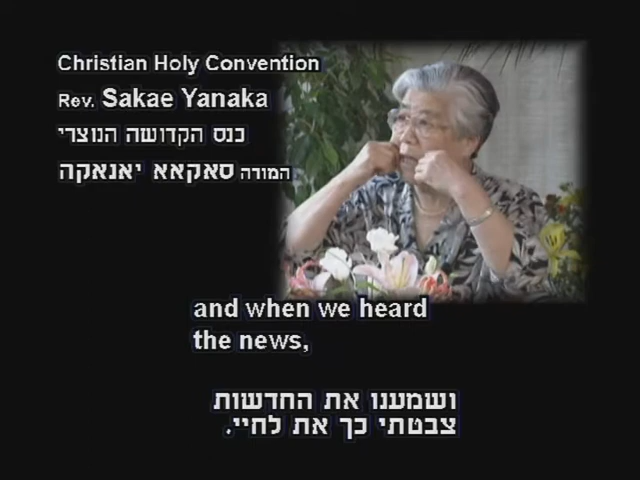 Christian Holy Convention
Rev. Sakae Yanaka
כנס הקדושה הנוצרי
המורה סאקאא יאנאקה
and when we heard
the news,
ושמענו את החדשות
צבטתי כך את לחיי.